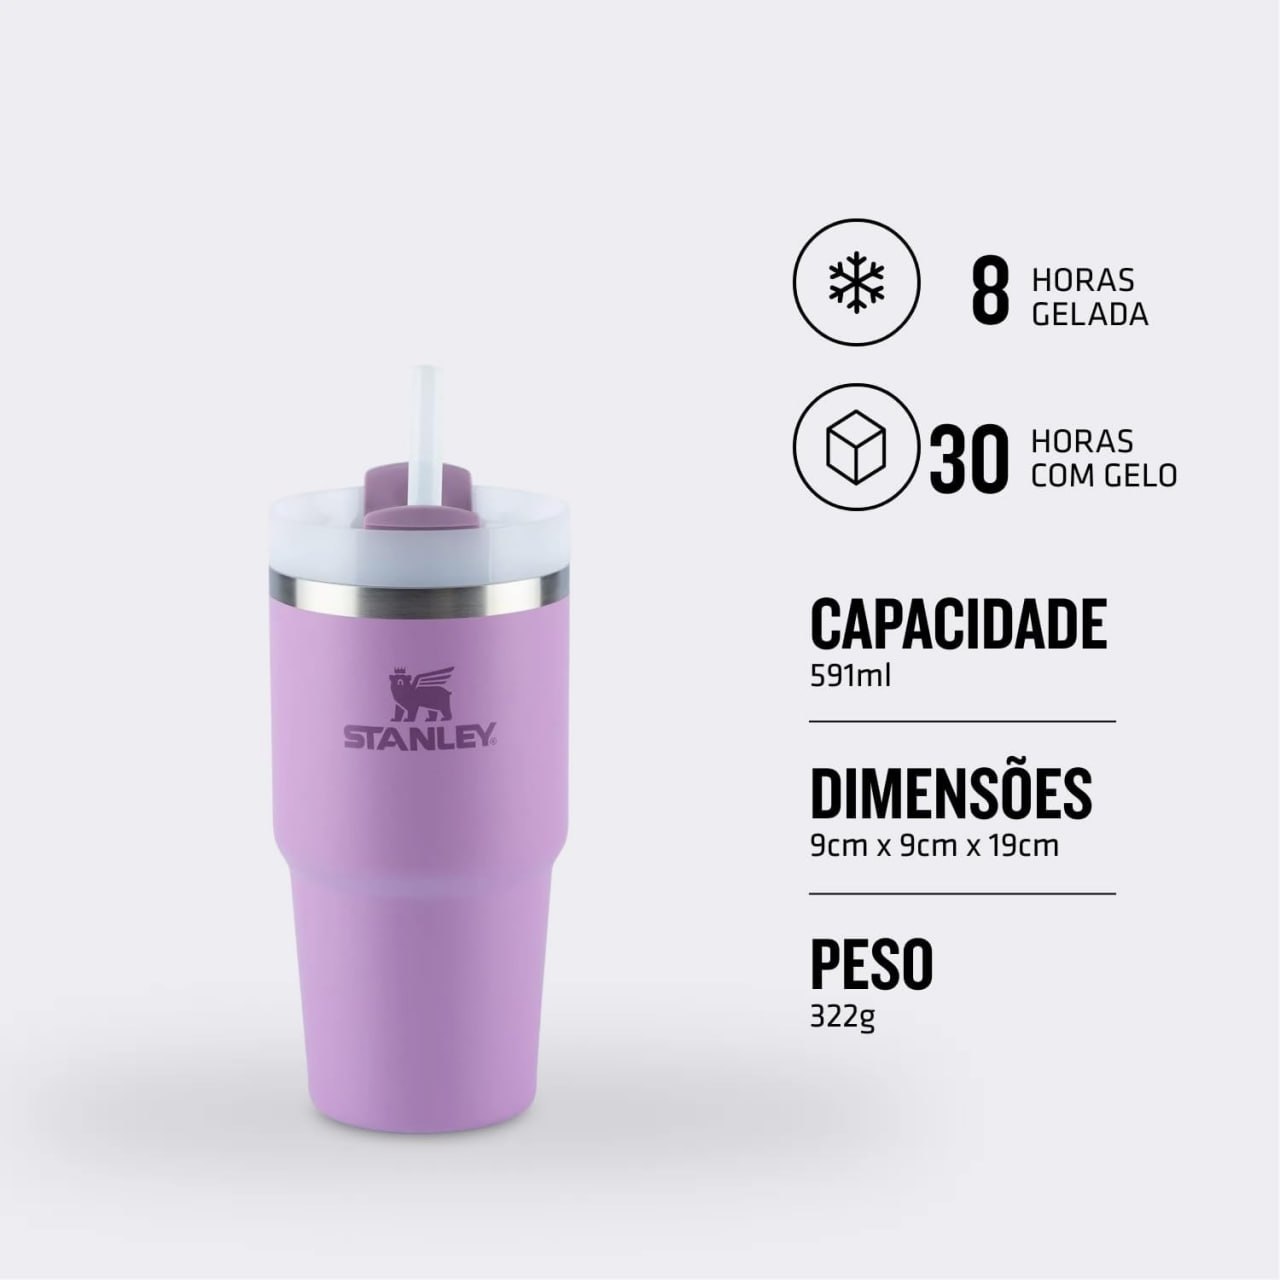 8 HORAS
GELADA
30 HORAS
COM GELO
STANLEY
CAPACIDADE
591ml
DIMENSÕES
9cm x 9cm x 19cm
PESO
322g